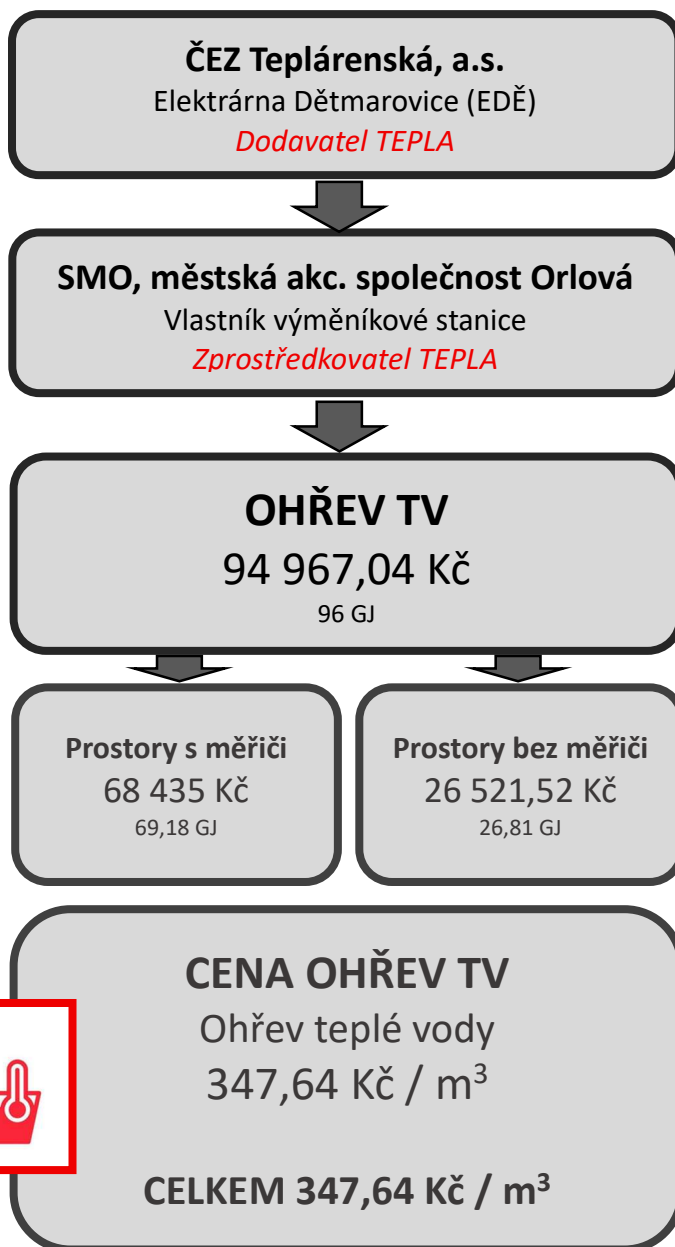 ČEZ Teplárenská, a.s.
Elektrárna Dětmarovice (EDĚ)
Dodavatel TEPLA
SMO, městská akc. společnost Orlová
Vlastník výměníkové stanice
Zprostředkovatel TEPLA
OHŘEV TV
94 967,04 Kč
96 GJ
Prostory s měřiči
68 435 Kč
69,18 GJ
Prostory bez měřiči
26 521,52 Kč
26,81 GJ
CENA OHŘEV TV
Ohřev teplé vody
347,64 Kč / m³
CELKEM 347,64 Kč / m³